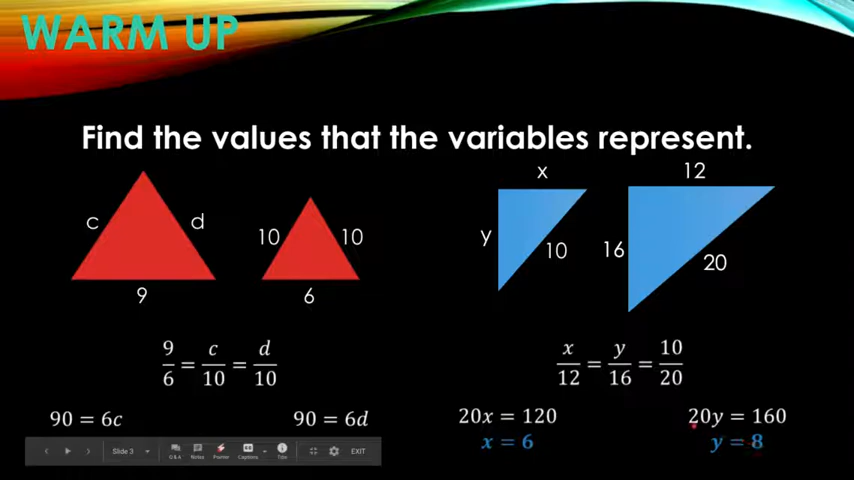 WARM UP
Find the values that the variables represent.
c
d
9
10
10
6
x
y
10
12
16
20
9/6 = c/10 = d/10
x/12 = y/16 = 10/20
90 = 6c
90 = 6d
20x = 120
x = 6
20y = 160
y = 8
Slide 3
Q & A
Notes
Pointer
Captions
Tips
EXIT